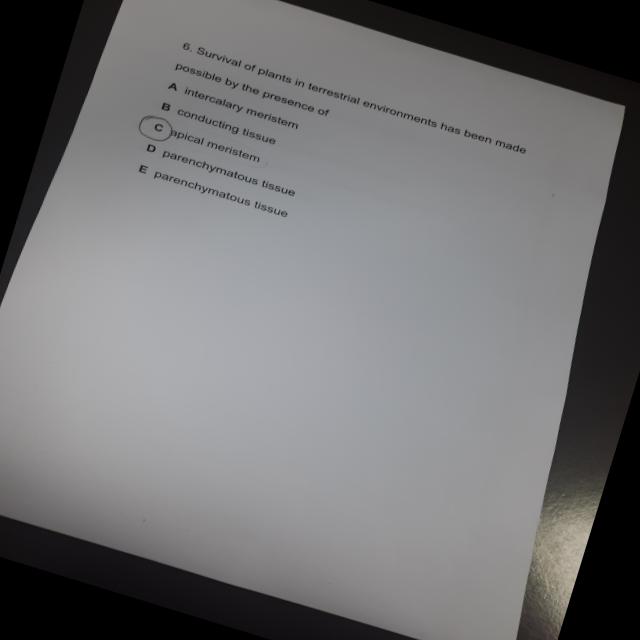 6. Survival of plants in terrestrial environments has been made
possible by the presence of
A intercalary meristem
B conducting tissue
C apical meristem
D parenchymatous tissue
E parenchymatous tissue